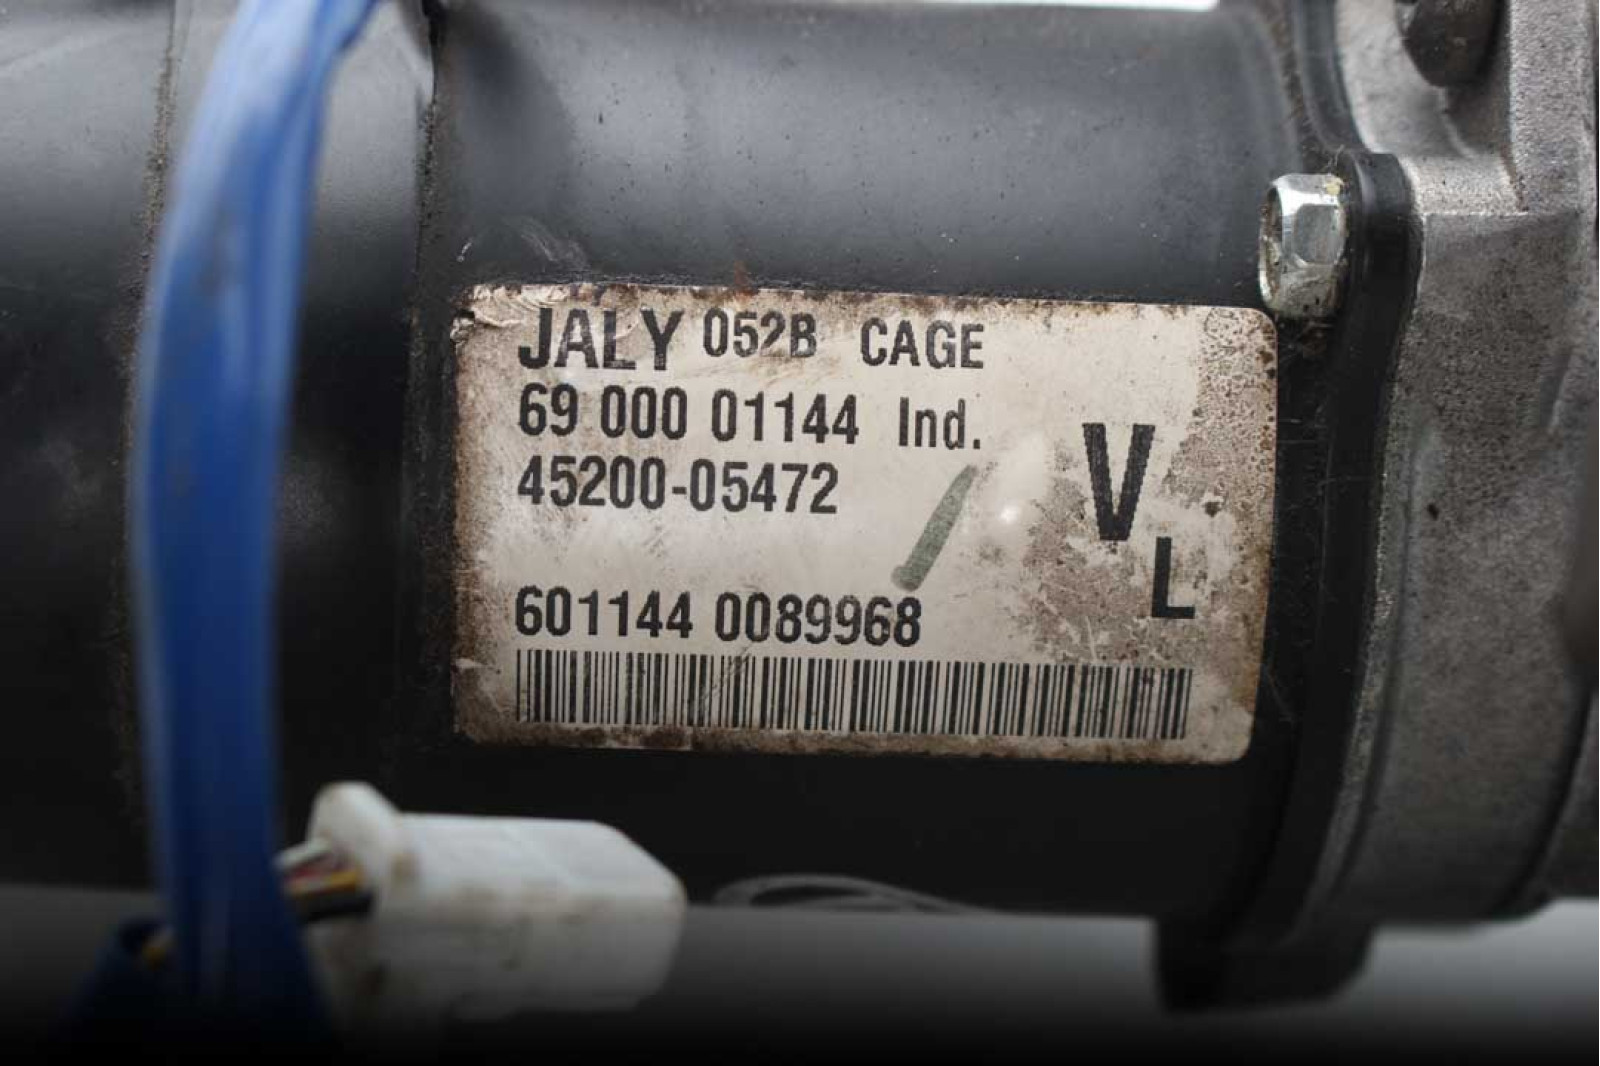 JALY 052B CAGE
69 000 01144 Ind.
45200-05472
V
L
601144 0089968